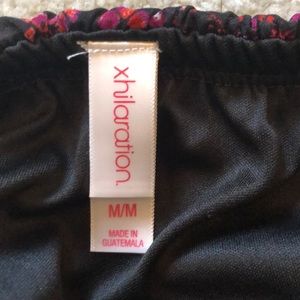 xhilaration.
M/M
MADE IN
GUATEMALA